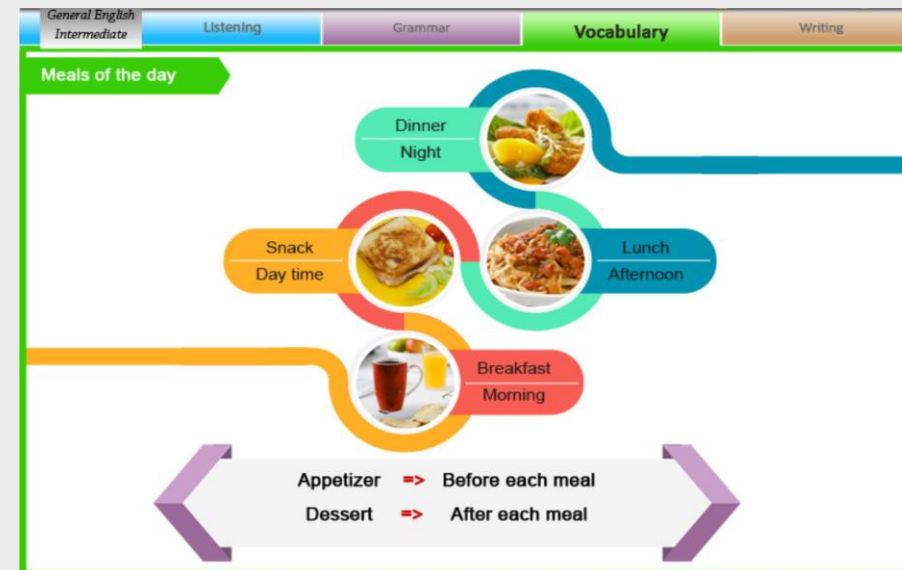 General English
Intermediate
Listening
Grammar
Vocabulary
Writing
Meals of the day
Dinner
Night
Snack
Day time
Lunch
Afternoon
Breakfast
Morning
Appetizer => Before each meal
Dessert => After each meal